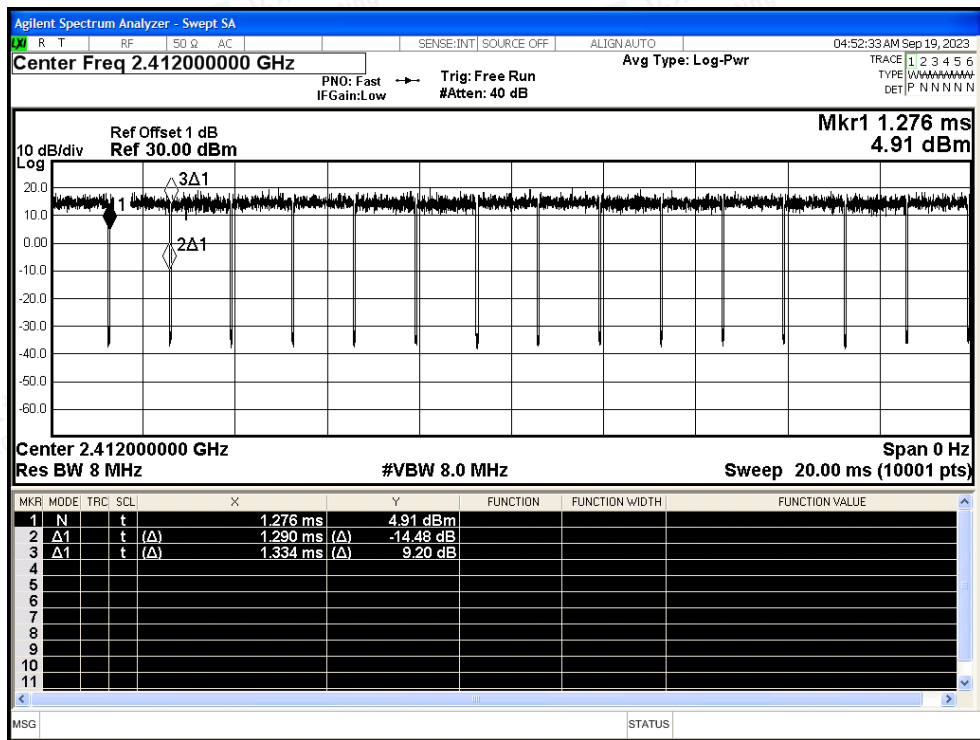 Agilent Spectrum Analyzer - Swept SA
LXI R T RF 50 Ω AC SENSE:INT SOURCE OFF ALIGN AUTO 04:52:33 AM Sep 19, 2023
Center Freq 2.412000000 GHz Avg Type: Log-Pwr TRACE 1 2 3 4 5 6
PNO: Fast Trig: Free Run TYPE
IFGain:Low #Atten: 40 dB DET P N N N N N
Mkr1 1.276 ms
Ref Offset 1 dB
10 dB/div Ref 30.00 dBm 4.91 dBm
Log
3Δ1
20.0
1
10.0
0.00
2Δ1
-10.0
-20.0
-30.0
-40.0
-50.0
-60.0
Center 2.412000000 GHz Span 0 Hz
Res BW 8 MHz #VBW 8.0 MHz Sweep 20.00 ms (10001 pts)
MKR MODE TRC SCL X Y FUNCTION FUNCTION WIDTH FUNCTION VALUE
1 N t 1.276 ms 4.91 dBm
2 Δ1 t (Δ) 1.290 ms (Δ) -14.48 dB
3 Δ1 t (Δ) 1.334 ms (Δ) 9.20 dB
4
5
6
7
8
9
10
11
MSG STATUS